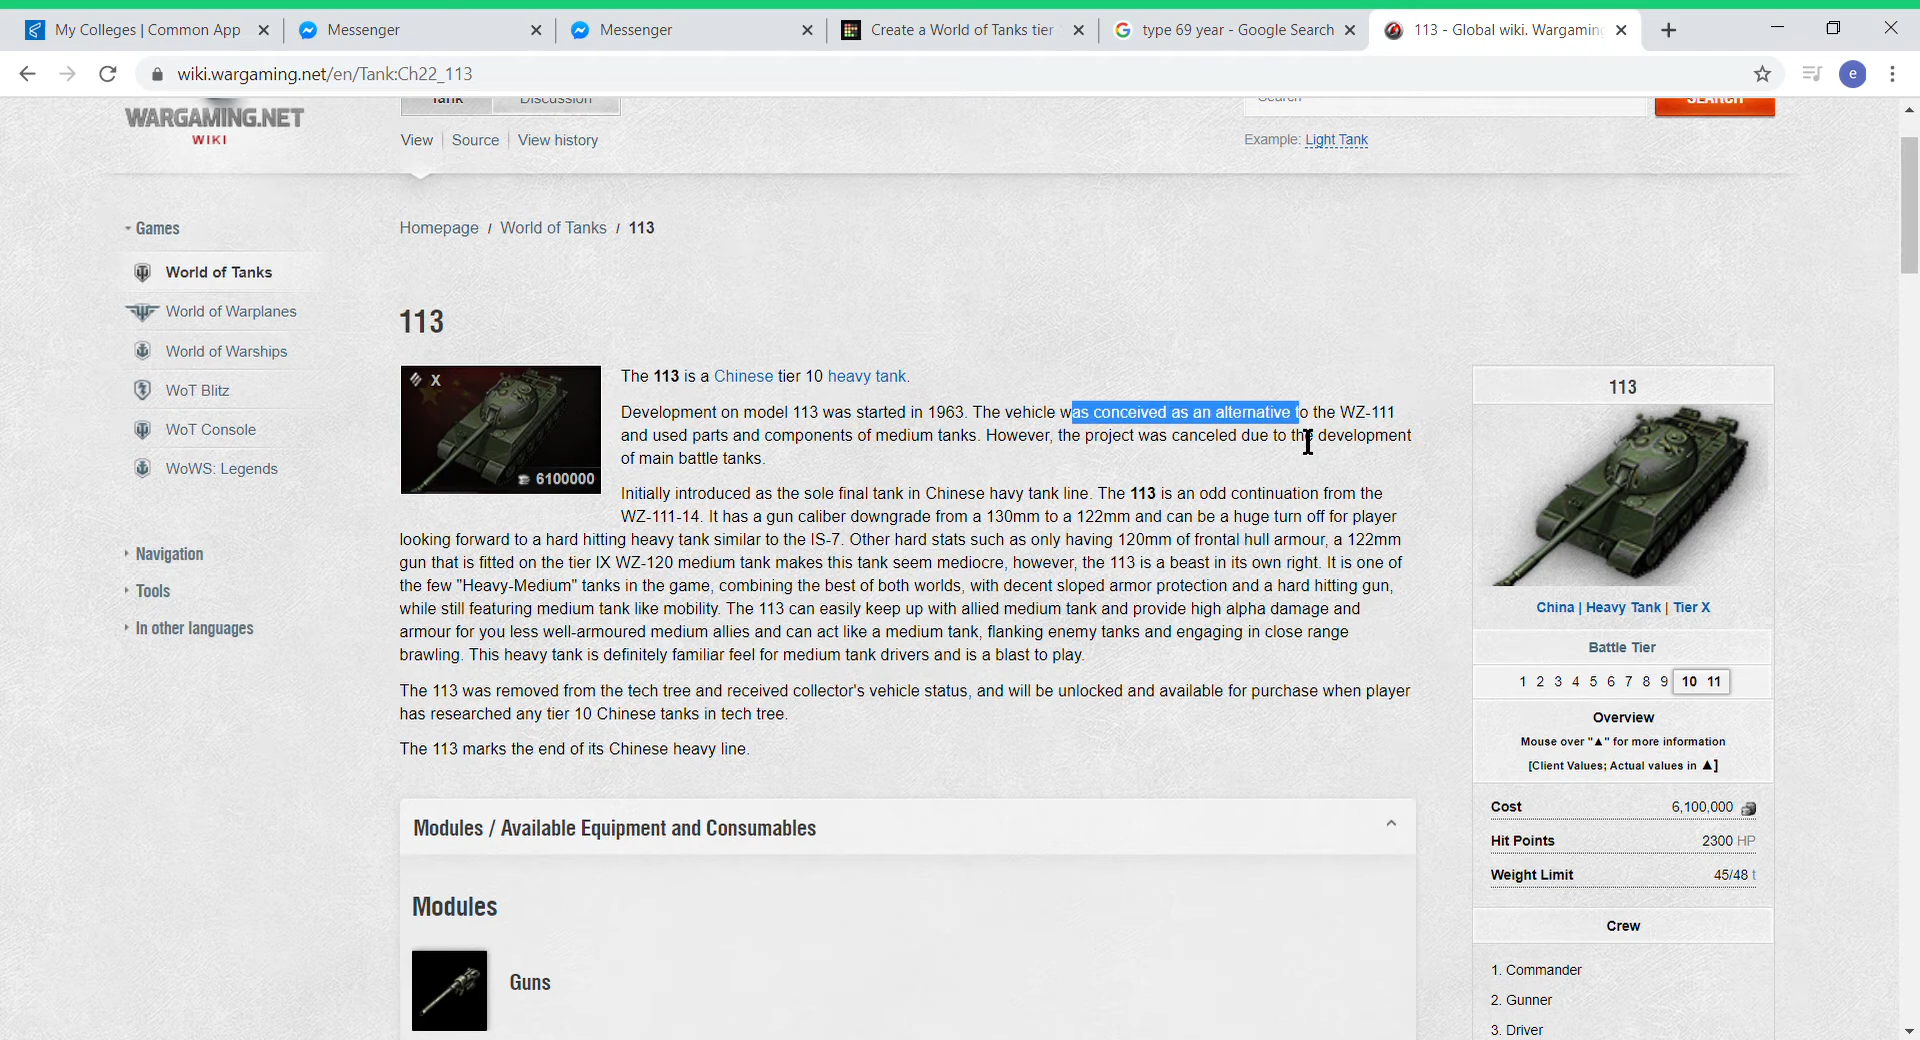 My Colleges | Common App
Messenger
Messenger
Create a World of Tanks tier
type 69 year - Google Search
113 - Global wiki. Wargaming
wiki.wargaming.net/en/Tank:Ch22_113
e
WARGAMING.NET
WIKI
Tank
Discussion
Search
SEARCH
View
Source
View history
Example: Light Tank
Games
World of Tanks
World of Warplanes
World of Warships
WoT Blitz
WoT Console
WoWS: Legends
Navigation
Tools
In other languages
Homepage / World of Tanks / 113
113
X
6100000
The 113 is a Chinese tier 10 heavy tank.
Development on model 113 was started in 1963. The vehicle was conceived as an alternative to the WZ-111
and used parts and components of medium tanks. However, the project was canceled due to the development
of main battle tanks.
Initially introduced as the sole final tank in Chinese havy tank line. The 113 is an odd continuation from the
WZ-111-14. It has a gun caliber downgrade from a 130mm to a 122mm and can be a huge turn off for player
looking forward to a hard hitting heavy tank similar to the IS-7. Other hard stats such as only having 120mm of frontal hull armour, a 122mm
gun that is fitted on the tier IX WZ-120 medium tank makes this tank seem mediocre, however, the 113 is a beast in its own right. It is one of
the few "Heavy-Medium" tanks in the game, combining the best of both worlds, with decent sloped armor protection and a hard hitting gun,
while still featuring medium tank like mobility. The 113 can easily keep up with allied medium tank and provide high alpha damage and
armour for you less well-armoured medium allies and can act like a medium tank, flanking enemy tanks and engaging in close range
brawling. This heavy tank is definitely familiar feel for medium tank drivers and is a blast to play.
The 113 was removed from the tech tree and received collector's vehicle status, and will be unlocked and available for purchase when player
has researched any tier 10 Chinese tanks in tech tree.
The 113 marks the end of its Chinese heavy line.
Modules / Available Equipment and Consumables
Modules
Guns
113
China | Heavy Tank | Tier X
Battle Tier
1 2 3 4 5 6 7 8 9 10 11
Overview
Mouse over "▲" for more information
[Client Values; Actual values in ▲]
Cost 6,100,000
Hit Points 2300 HP
Weight Limit 45/48 t
Crew
1. Commander
2. Gunner
3. Driver